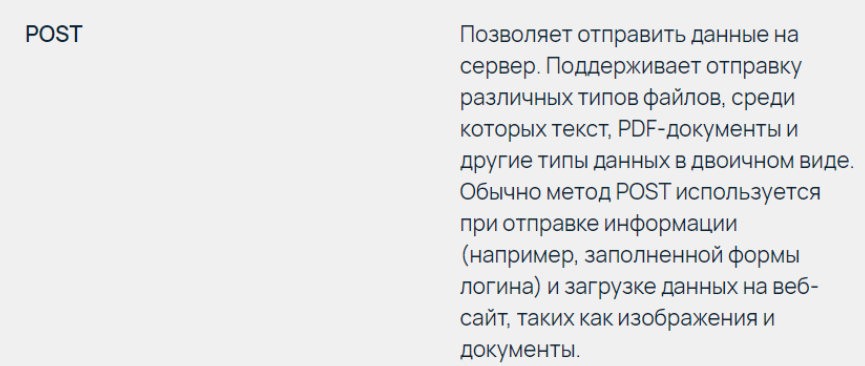 POST
Позволяет отправить данные на
сервер. Поддерживает отправку
различных типов файлов, среди
которых текст, PDF-документы и
другие типы данных в двоичном виде.
Обычно метод POST используется
при отправке информации
(например, заполненной формы
логина) и загрузке данных на веб-
сайт, таких как изображения и
документы.